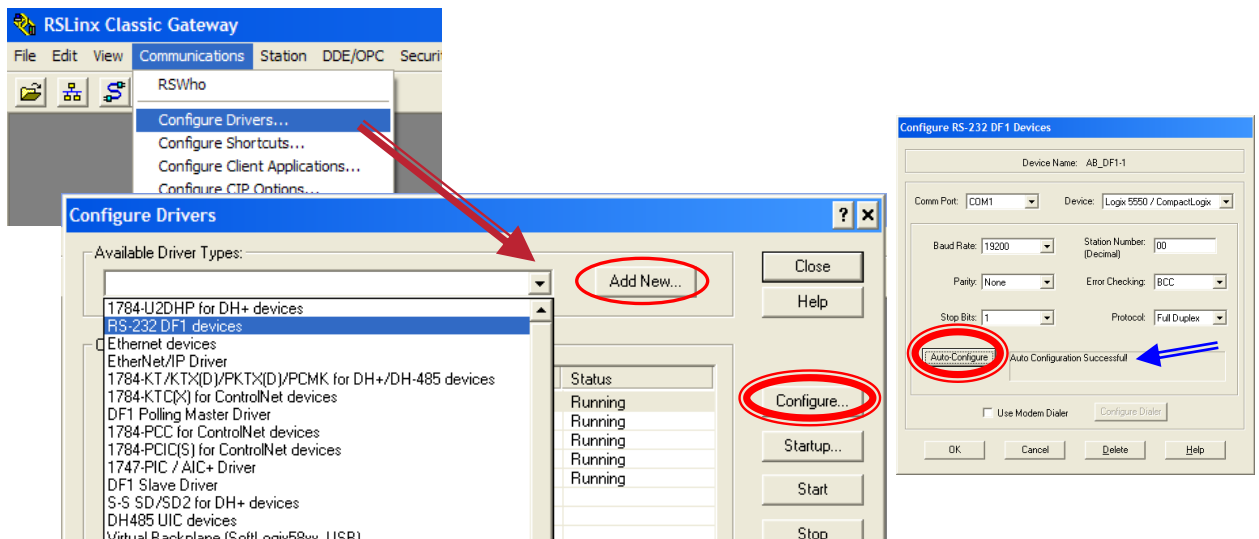 RSLinx Classic Gateway
File Edit View Communications Station DDE/OPC Securi
RSWho
Configure Drivers...
Configure Shortcuts...
Configure Client Applications...
Configure CIP Options...
Configure Drivers
Available Driver Types:
Add New...
Close
Help
1784-U2DHP for DH+ devices
RS-232 DF1 devices
Ethernet devices
EtherNet/IP Driver
1784-KT/KTX(D)/PKTX(D)/PCMK for DH+/DH-485 devices
1784-KTC(X) for ControlNet devices
DF1 Polling Master Driver
1784-PCC for ControlNet devices
1784-PCIC(S) for ControlNet devices
1747-PIC / AIC+ Driver
DF1 Slave Driver
S-S SD/SD2 for DH+ devices
DH485 UIC devices
Virtual Backplane (SoftLogix58xx, USB)
Status
Running
Running
Running
Running
Running
Configure...
Startup...
Start
Stop
Configure RS-232 DF1 Devices
Device Name: AB_DF1-1
Comm Port: COM1 Device: Logix 5550 / CompactLogix
Baud Rate: 19200 Station Number: 00
(Decimal)
Parity: None Error Checking: BCC
Stop Bits: 1 Protocol: Full Duplex
Auto-Configure Auto Configuration Successful!
Use Modem Dialer Configure Dialer
OK Cancel Delete Help